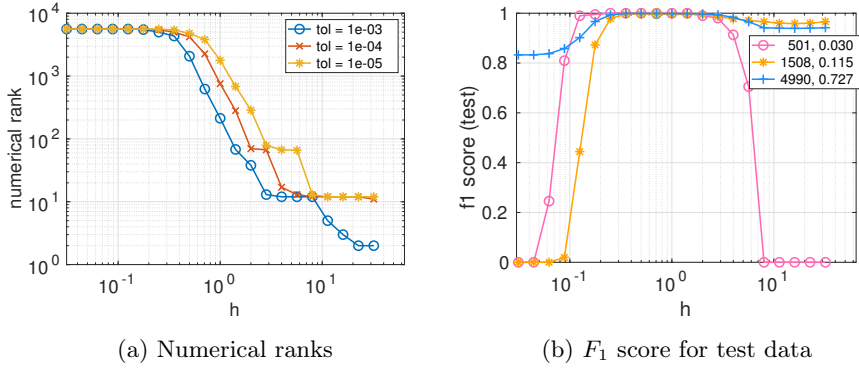 numerical rank
10^4
10^3
10^2
10^1
10^0
tol = 1e-03
tol = 1e-04
tol = 1e-05
10^-1
10^0
10^1
h
(a) Numerical ranks
f1 score (test)
1
0.8
0.6
0.4
0.2
0
501, 0.030
1508, 0.115
4990, 0.727
10^-1
10^0
10^1
h
(b) F1 score for test data